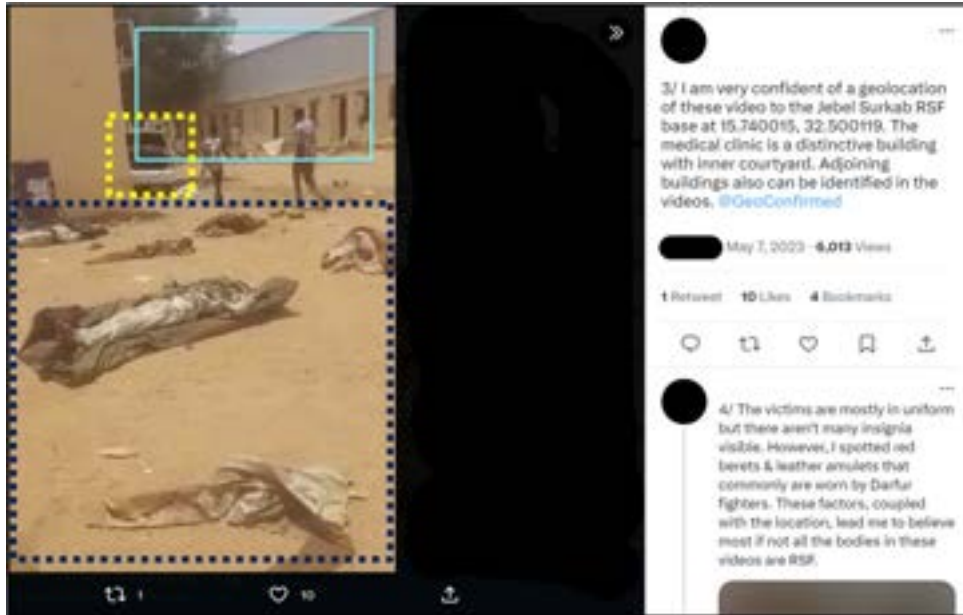 3/ I am very confident of a geolocation
of these video to the Jebel Surkab RSF
base at 15.740015, 32.500119. The
medical clinic is a distinctive building
with inner courtyard. Adjoining
buildings also can be identified in the
videos. @GeoConfirmed
May 7, 2023 · 6,013 Views
1 Retweet 10 Likes 4 Bookmarks
4/ The victims are mostly in uniform
but there aren't many insignia
visible. However, I spotted red
berets & leather amulets that
commonly are worn by Darfur
fighters. These factors, coupled
with the location, lead me to believe
most if not all the bodies in these
videos are RSF.
1 10